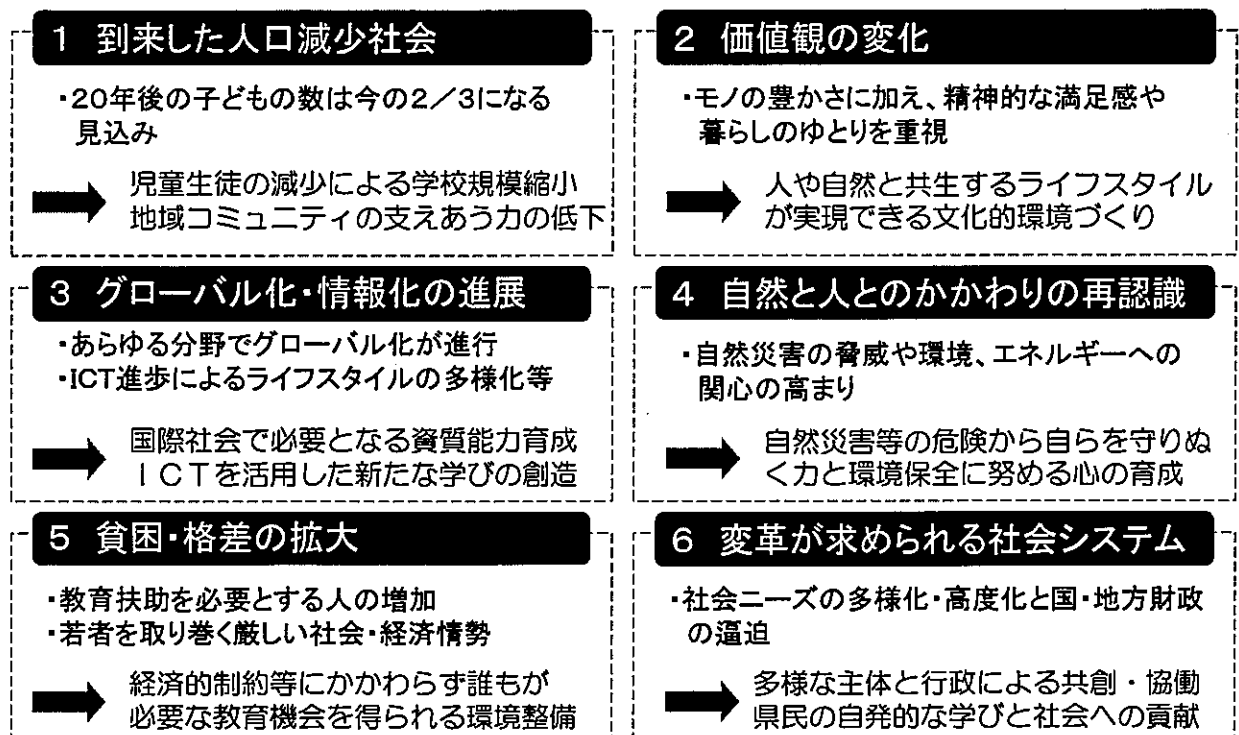 1 到来した人口減少社会
・20年後の子どもの数は今の2／3になる
見込み
児童生徒の減少による学校規模縮小
地域コミュニティの支えあう力の低下
2 価値観の変化
・モノの豊かさに加え、精神的な満足感や
暮らしのゆとりを重視
人や自然と共生するライフスタイル
が実現できる文化的環境づくり
3 グローバル化・情報化の進展
・あらゆる分野でグローバル化が進行
・ICT進歩によるライフスタイルの多様化等
国際社会で必要となる資質能力育成
ＩＣＴを活用した新たな学びの創造
4 自然と人とのかかわりの再認識
・自然災害の脅威や環境、エネルギーへの
関心の高まり
自然災害等の危険から自らを守りぬ
く力と環境保全に努める心の育成
5 貧困・格差の拡大
・教育扶助を必要とする人の増加
・若者を取り巻く厳しい社会・経済情勢
経済的制約等にかかわらず誰もが
必要な教育機会を得られる環境整備
6 変革が求められる社会システム
・社会ニーズの多様化・高度化と国・地方財政
の逼迫
多様な主体と行政による共創・協働
県民の自発的な学びと社会への貢献